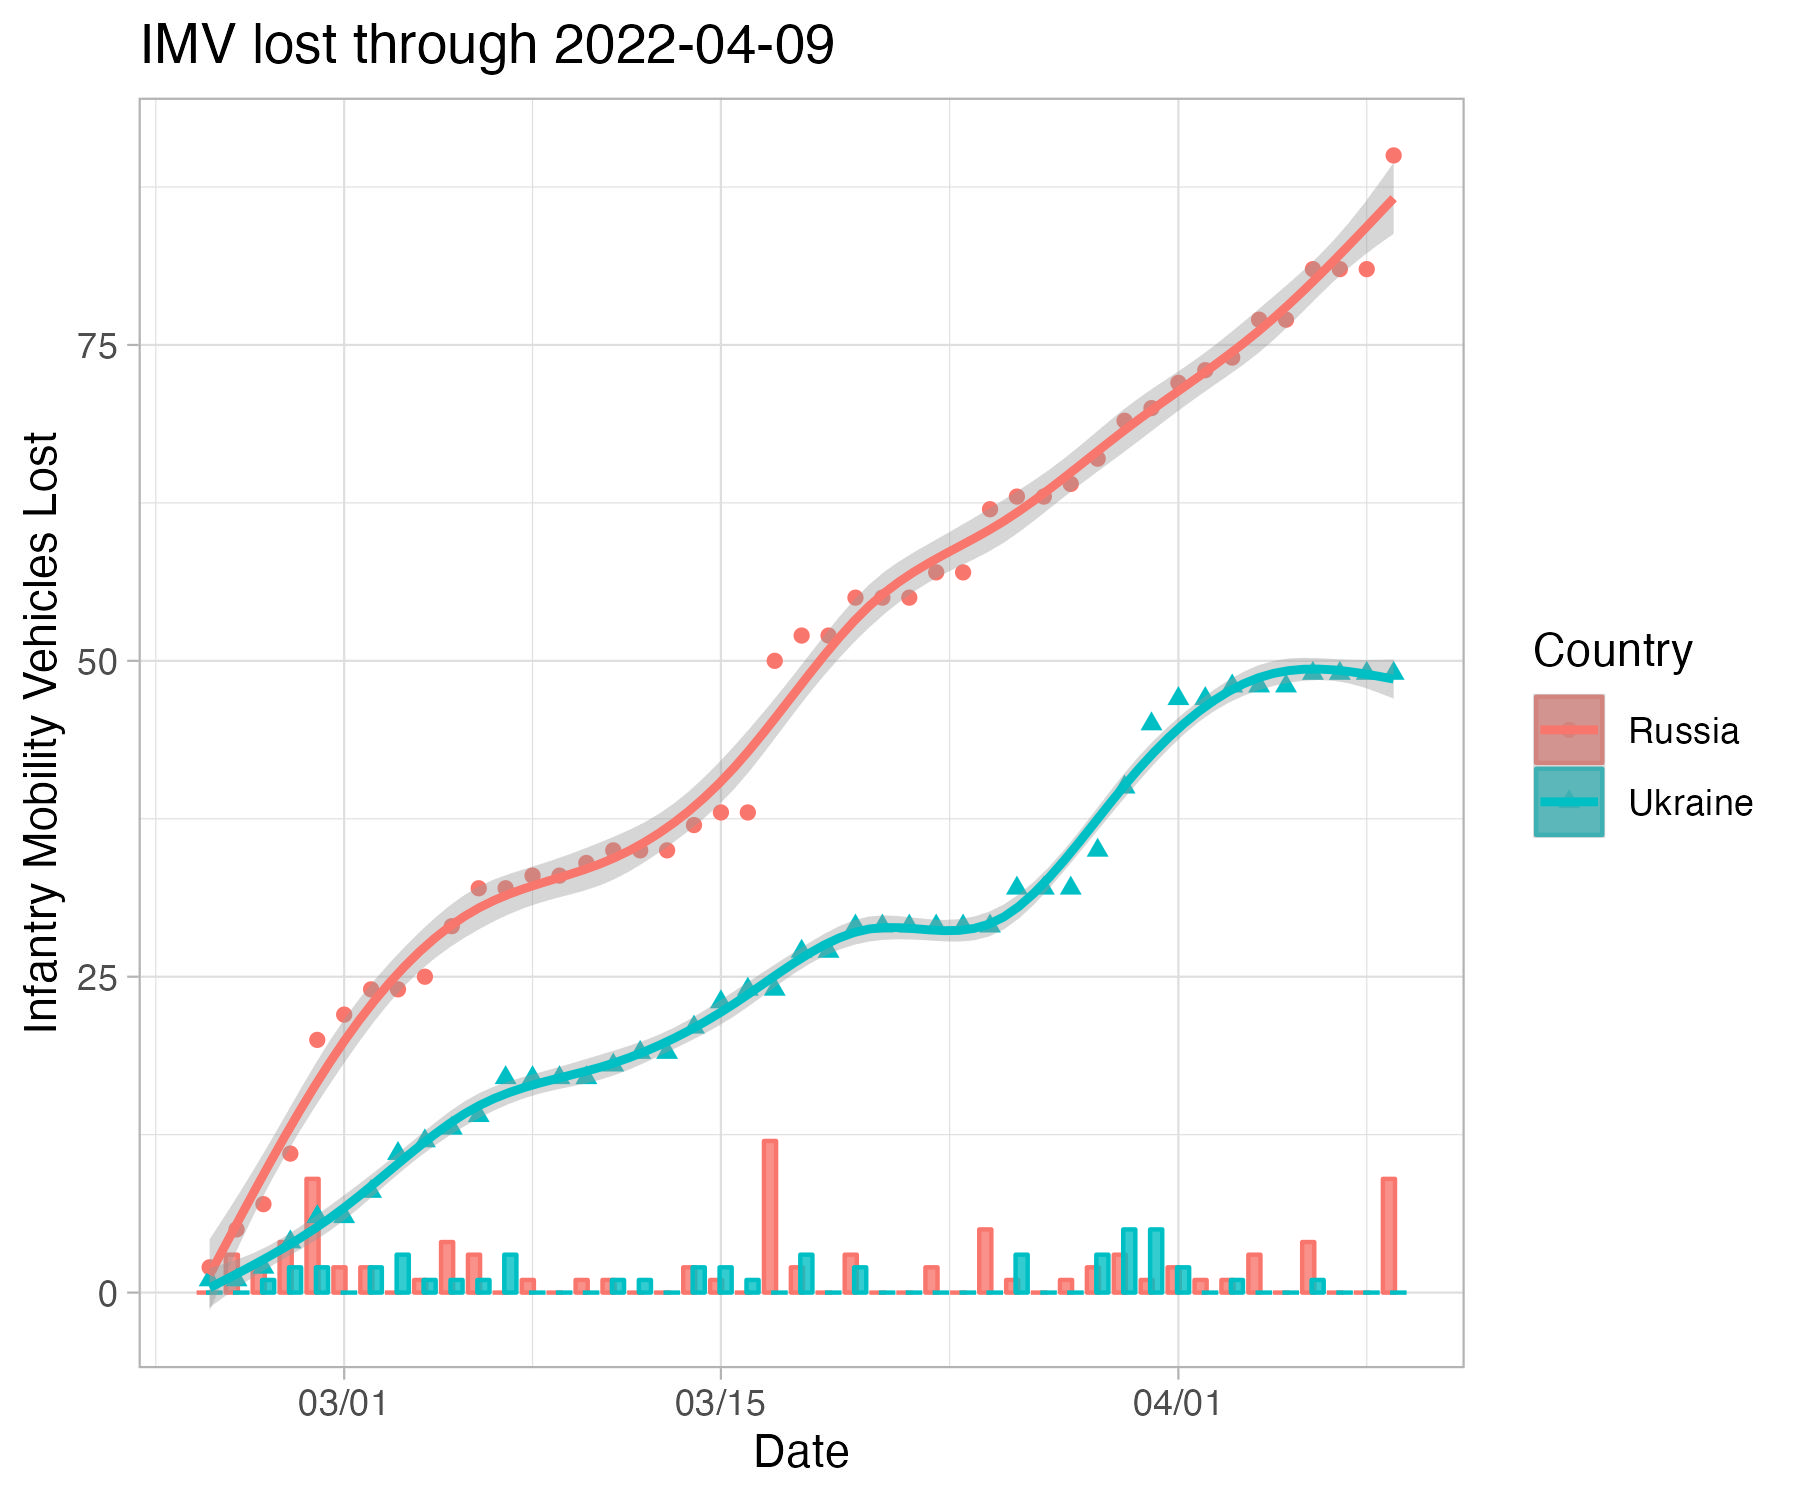 IMV lost through 2022-04-09
Infantry Mobility Vehicles Lost
75
50
25
0
03/01
03/15
04/01
Date
Country
Russia
Ukraine